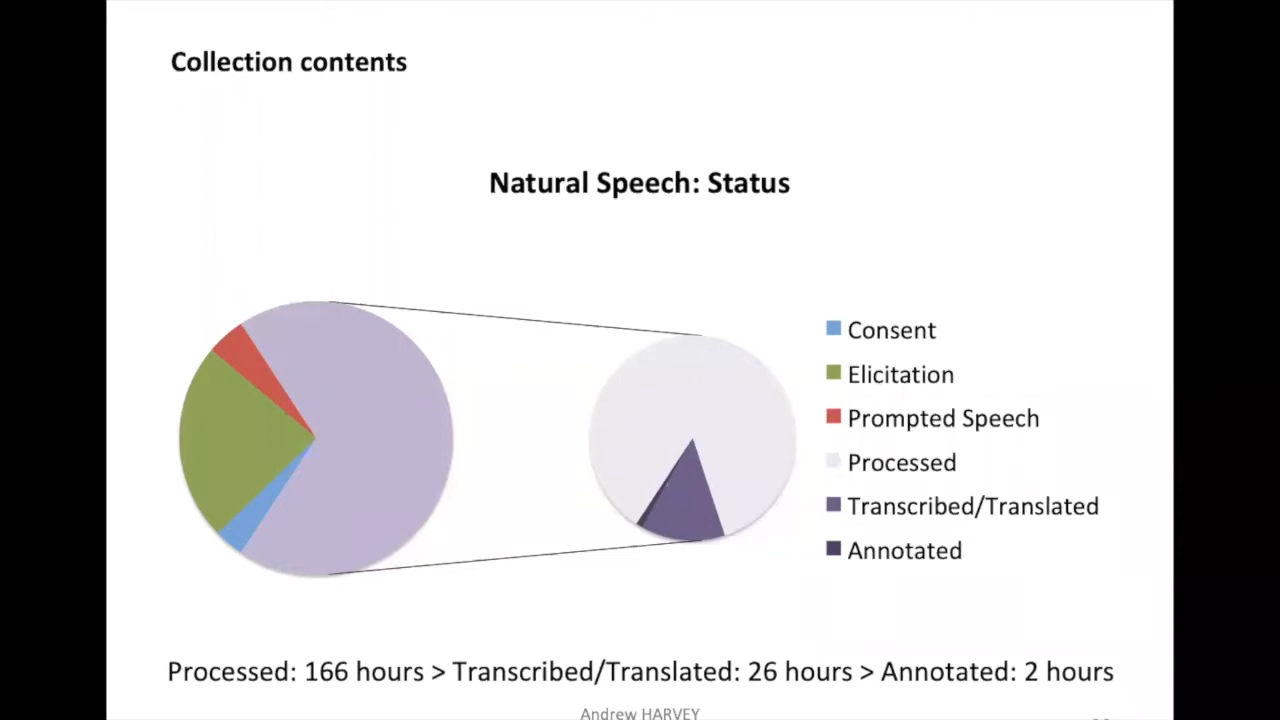 Collection contents
Natural Speech: Status
Consent
Elicitation
Prompted Speech
Processed
Transcribed/Translated
Annotated
Processed: 166 hours > Transcribed/Translated: 26 hours > Annotated: 2 hours
Andrew HARVEY